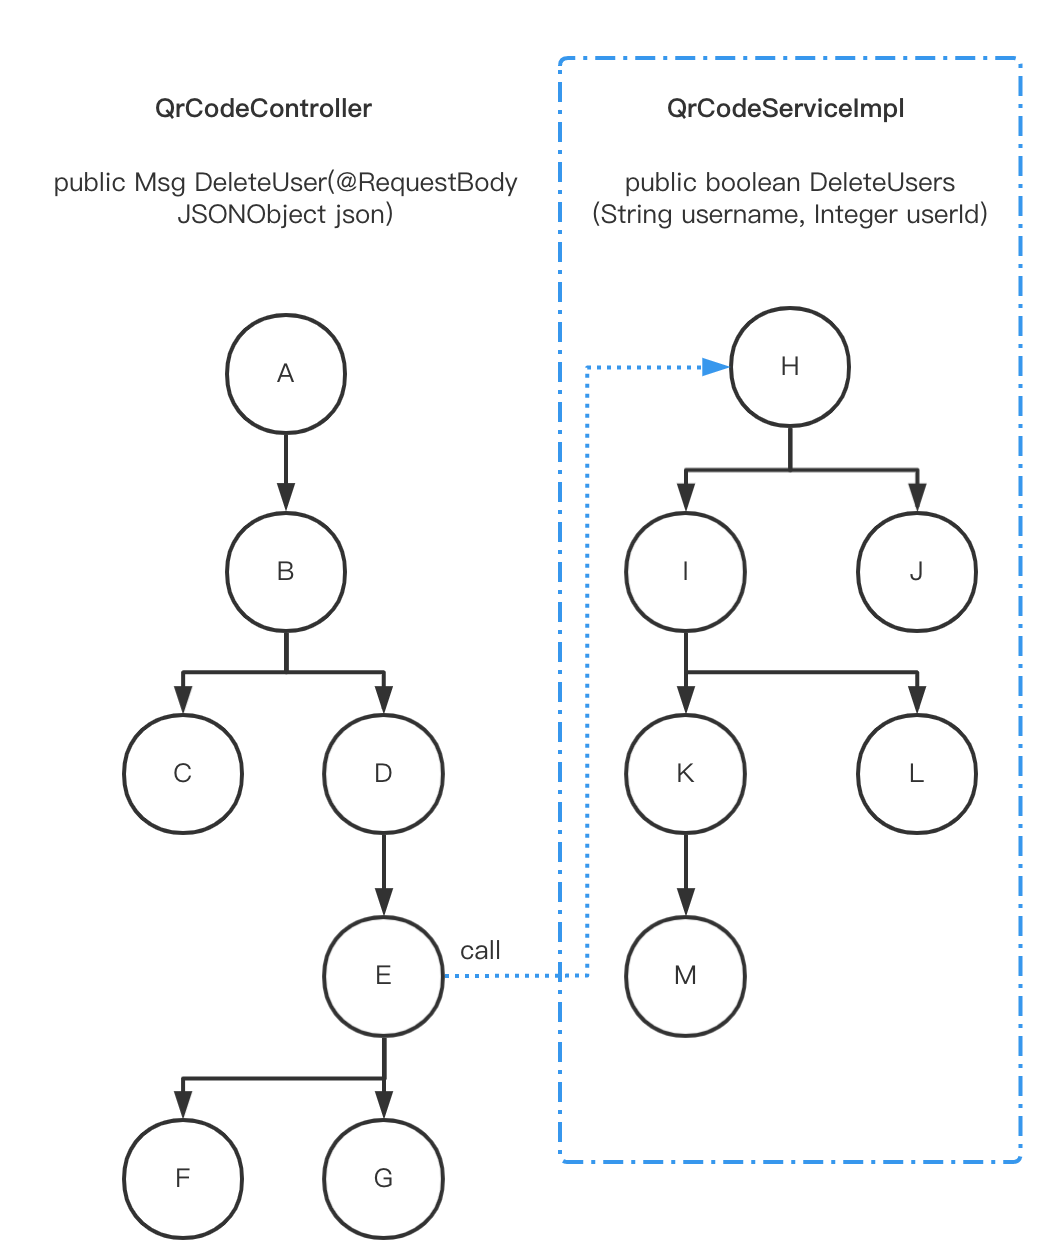 QrCodeController
public Msg DeleteUser(@RequestBody
JSONObject json)
QrCodeServiceImpl
public boolean DeleteUsers
(String username, Integer userId)
A
H
B
I
J
C
D
K
L
E
call
M
F
G